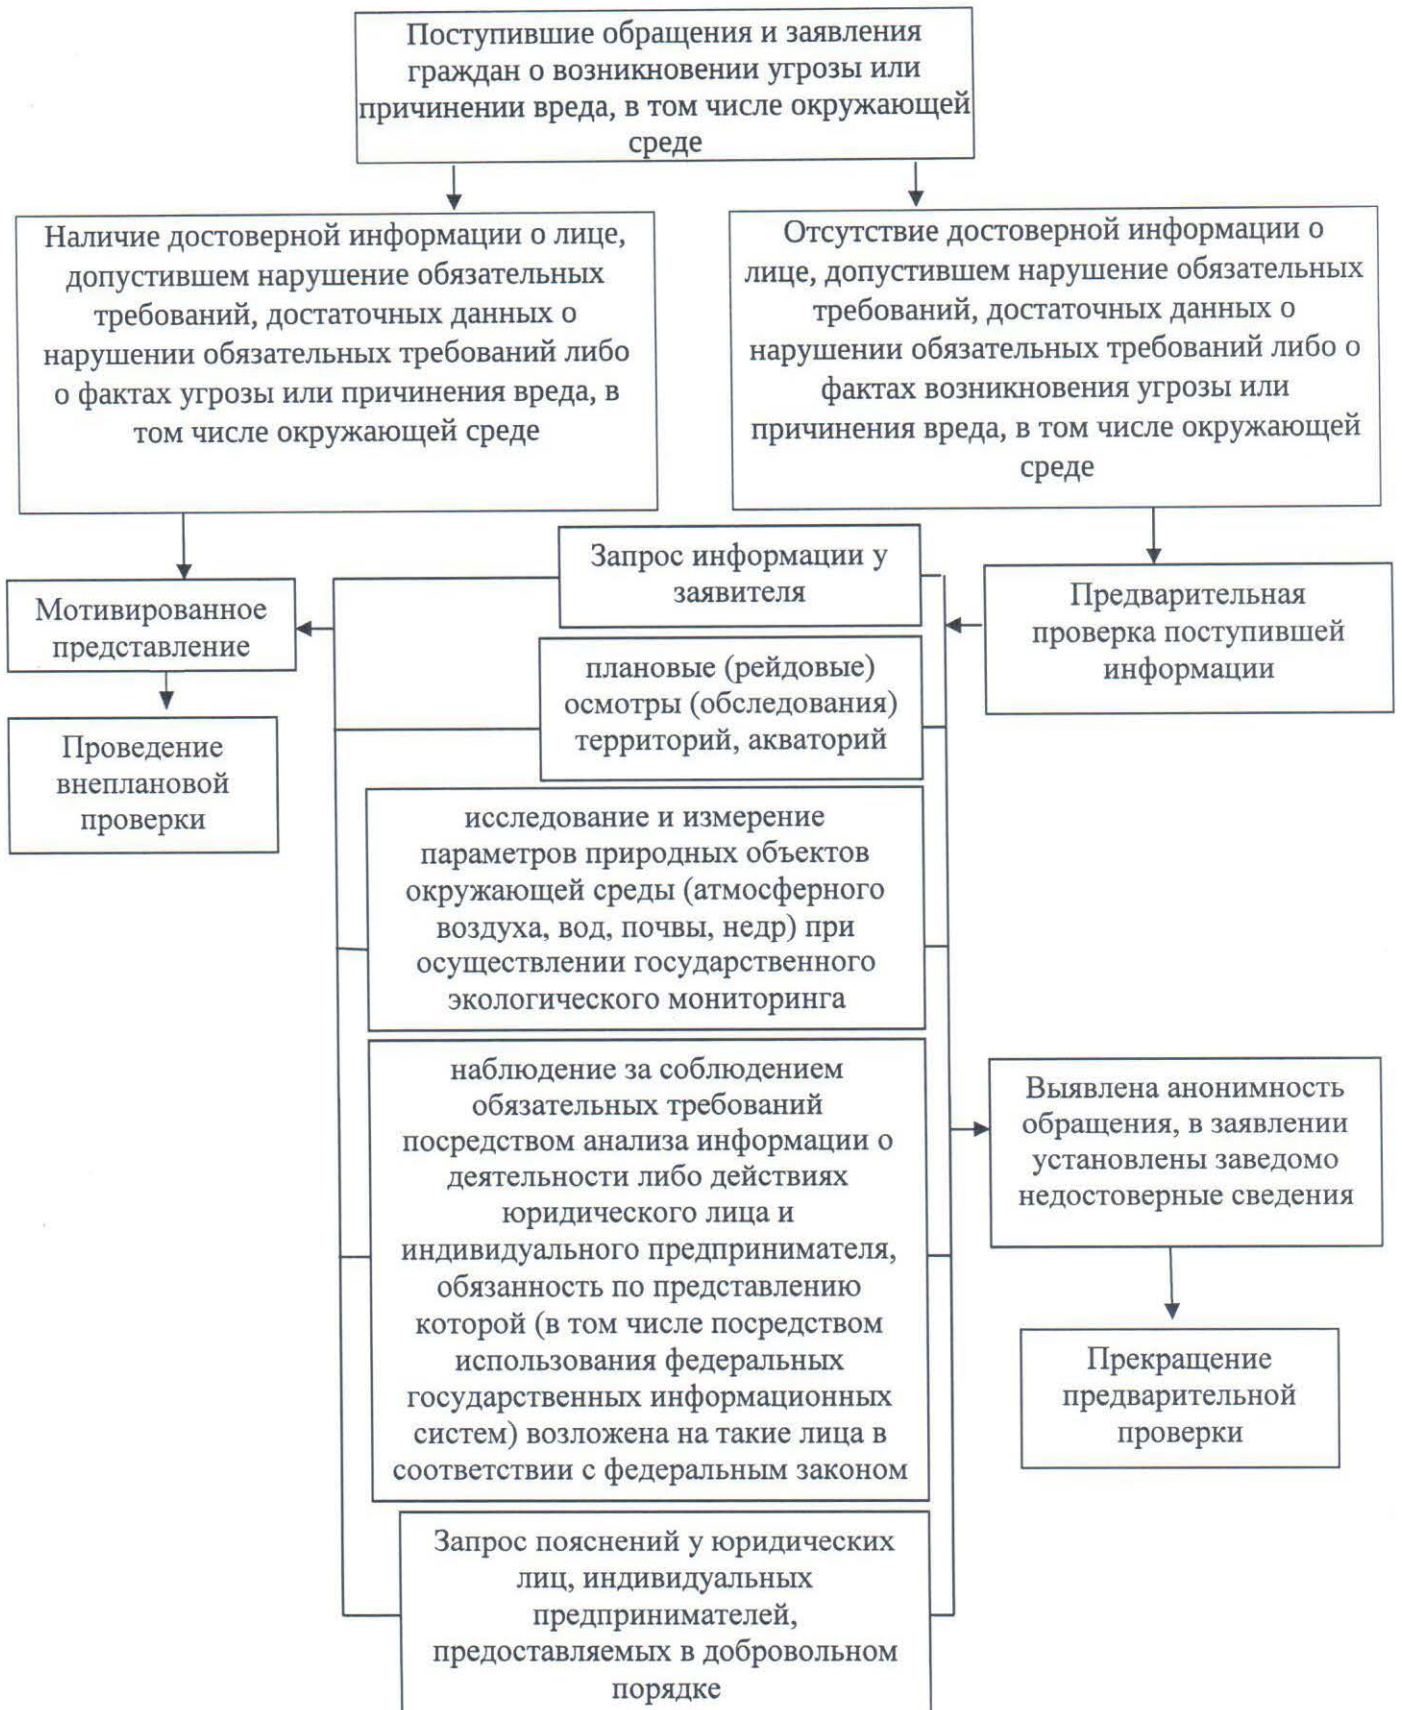 Поступившие обращения и заявления
граждан о возникновении угрозы или
причинении вреда, в том числе окружающей
среде
Наличие достоверной информации о лице,
допустившем нарушение обязательных
требований, достаточных данных о
нарушении обязательных требований либо
о фактах угрозы или причинения вреда, в
том числе окружающей среде
Отсутствие достоверной информации о
лице, допустившем нарушение обязательных
требований, достаточных данных о
нарушении обязательных требований либо о
фактах возникновения угрозы или
причинения вреда, в том числе окружающей
среде
Мотивированное
представление
Проведение
внеплановой
проверки
Запрос информации у
заявителя
Предварительная
проверка поступившей
информации
плановые (рейдовые)
осмотры (обследования)
территорий, акваторий
исследование и измерение
параметров природных объектов
окружающей среды (атмосферного
воздуха, вод, почвы, недр) при
осуществлении государственного
экологического мониторинга
наблюдение за соблюдением
обязательных требований
посредством анализа информации о
деятельности либо действиях
юридического лица и
индивидуального предпринимателя,
обязанность по представлению
которой (в том числе посредством
использования федеральных
государственных информационных
систем) возложена на такие лица в
соответствии с федеральным законом
Выявлена анонимность
обращения, в заявлении
установлены заведомо
недостоверные сведения
Прекращение
предварительной
проверки
Запрос пояснений у юридических
лиц, индивидуальных
предпринимателей,
предоставляемых в добровольном
порядке